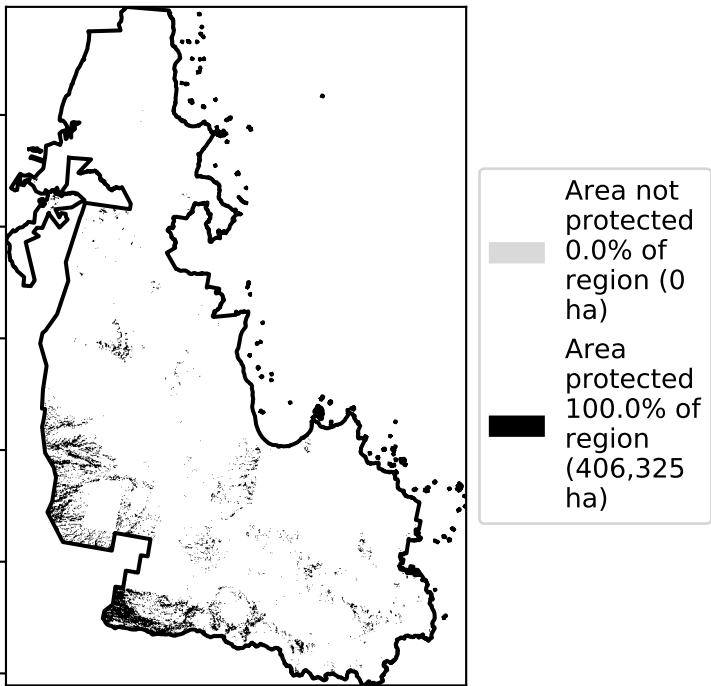 Area not
protected
0.0% of
region (0
ha)
Area
protected
100.0% of
region
(406,325
ha)